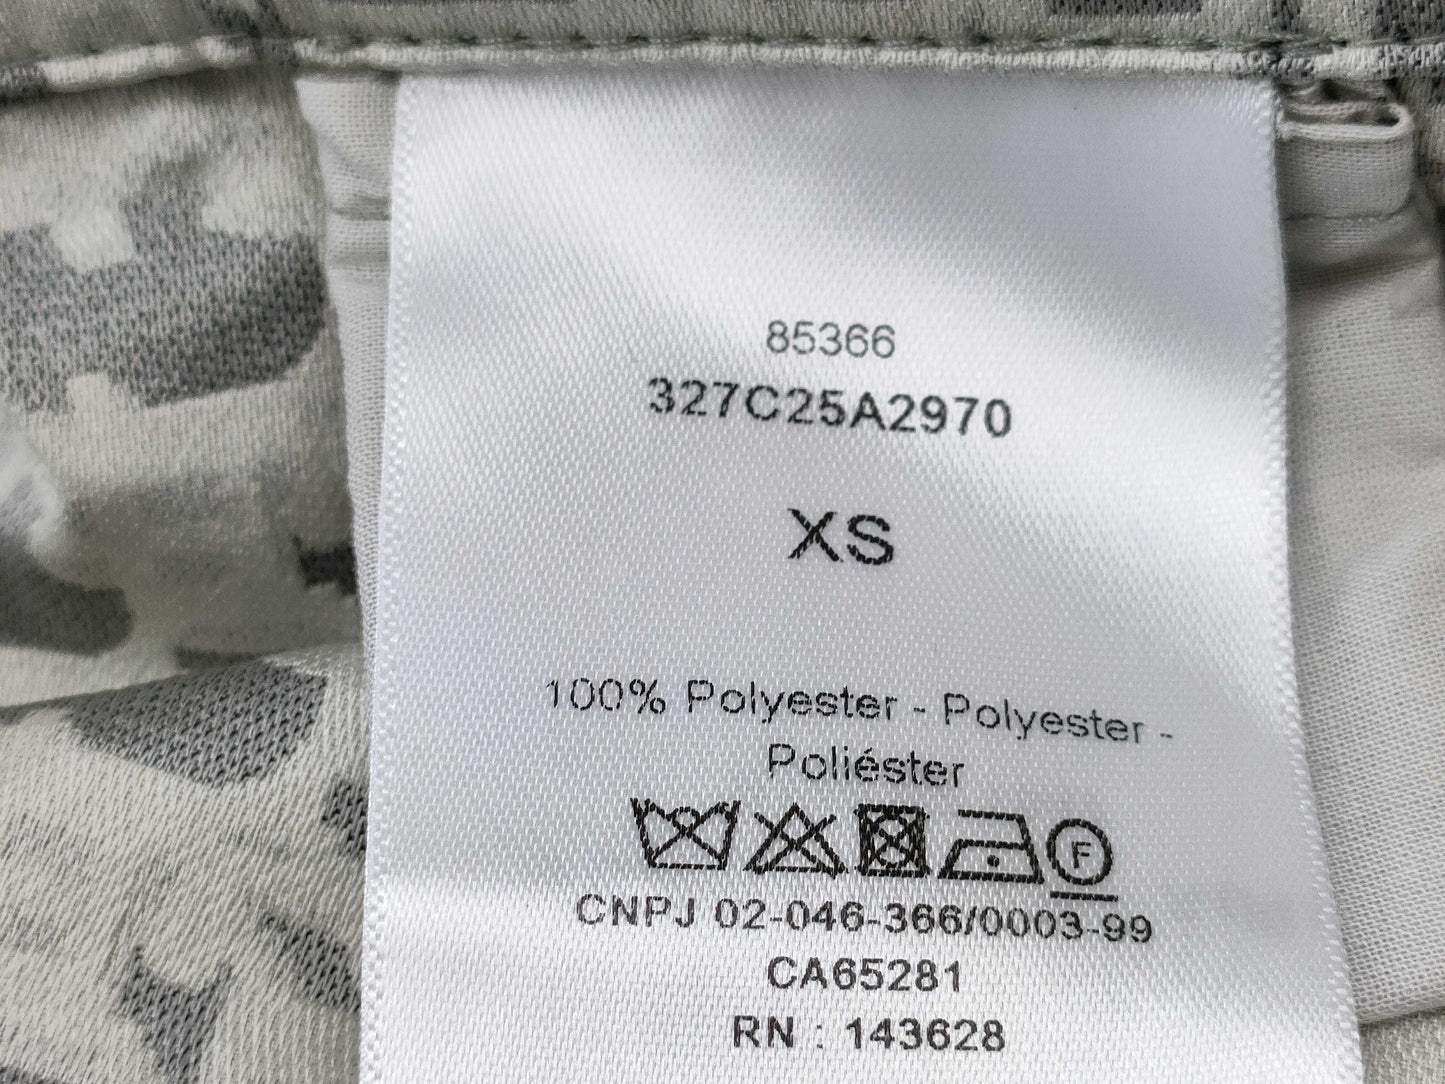 85366
327C25A2970
XS
100% Polyester - Polyester -
Poliéster
F
CNPJ 02-046-366/0003-99
CA65281
RN : 143628